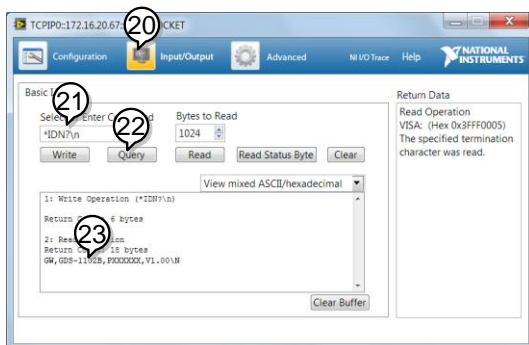 TCPIP0::172.16.20.67: CKET
20
Configuration Input/Output Advanced NI I/O Trace Help NATIONAL INSTRUMENTS
Basic I
21
Select Enter C d Bytes to Read
22
*IDN?\n 1024
Write Query Read Read Status Byte Clear
View mixed ASCII/hexadecimal
1: Write Operation (*IDN?\n)
Return 6 bytes
2: Rea ion
23
Return 18 bytes
GW,GDS-1102B,PXXXXXX,V1.00\N
Clear Buffer
Return Data
Read Operation
VISA: (Hex 0x3FFF0005)
The specified termination
character was read.